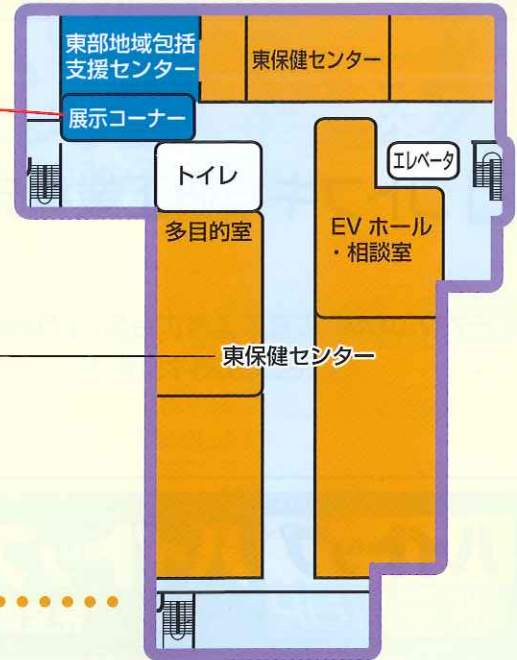 東部地域包括
支援センター
東保健センター
展示コーナー
トイレ
エレベータ
多目的室
EV ホール
・相談室
東保健センター